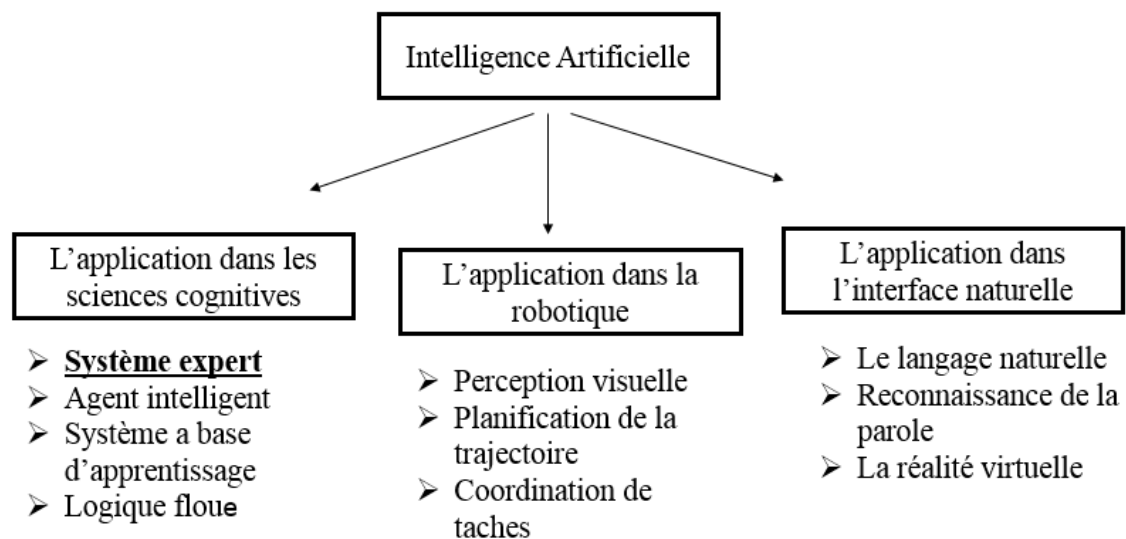 Intelligence Artificielle
L’application dans les
sciences cognitives
➢ Système expert
➢ Agent intelligent
➢ Système a base
d’apprentissage
➢ Logique floue
L’application dans la
robotique
➢ Perception visuelle
➢ Planification de la
trajectoire
➢ Coordination de
taches
L’application dans
l’interface naturelle
➢ Le langage naturelle
➢ Reconnaissance de la
parole
➢ La réalité virtuelle